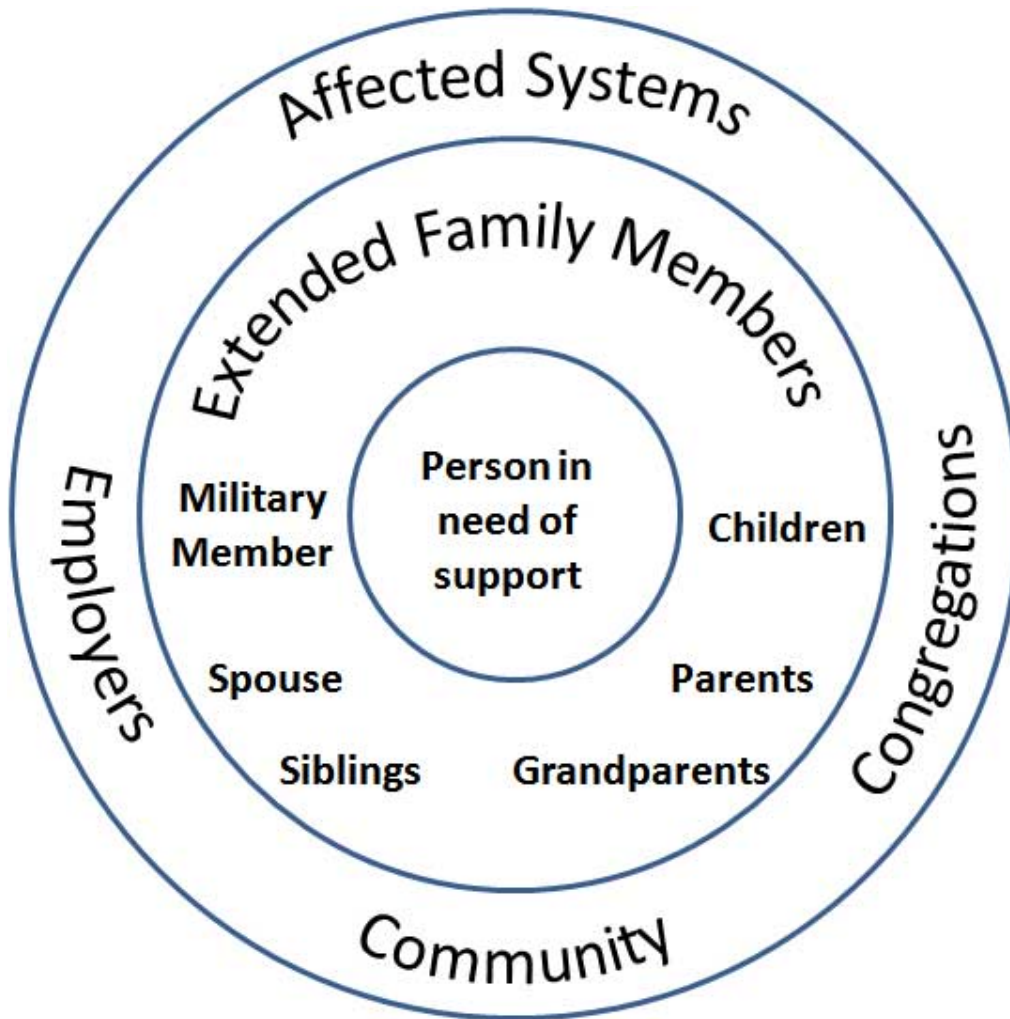 Affected Systems
Extended Family Members
Person in
need of
support
Military
Member
Children
Spouse
Parents
Siblings
Grandparents
Employers
Congregations
Community